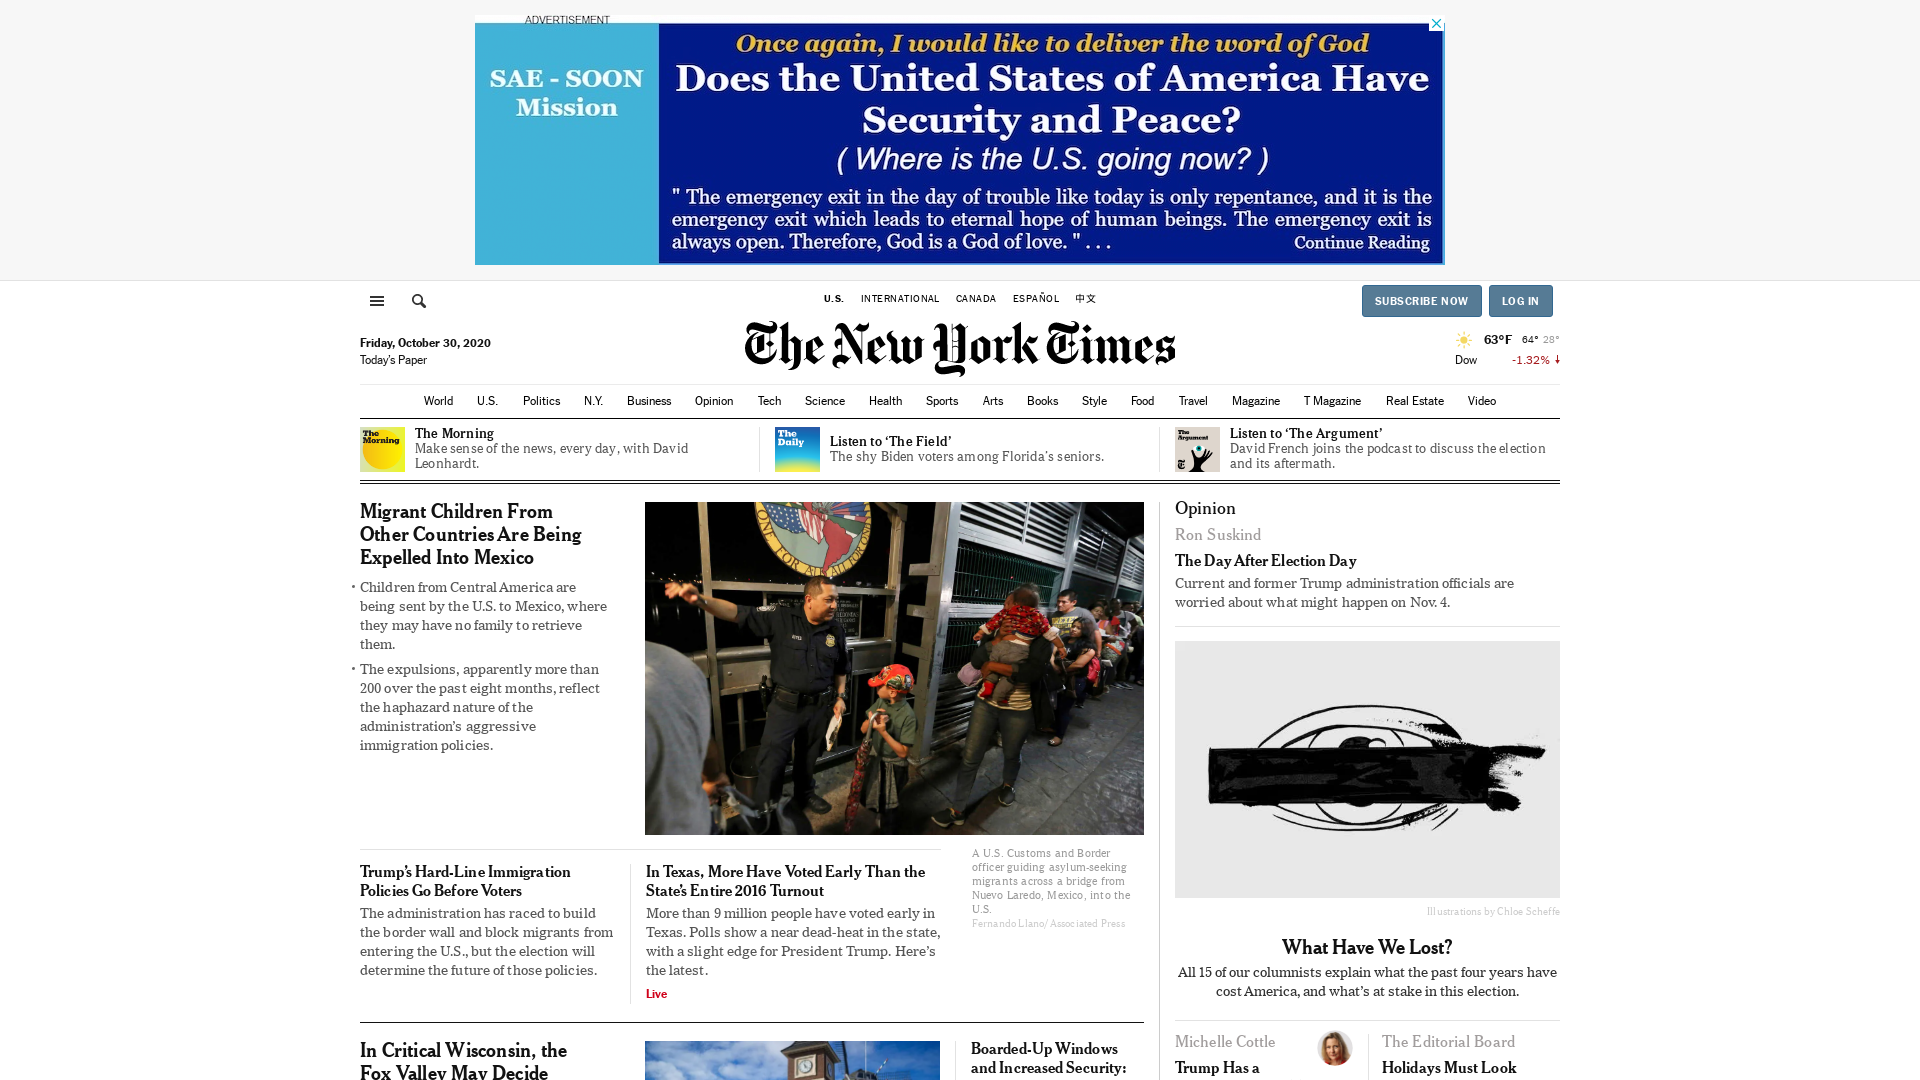 ADVERTISEMENT
SAE - SOON
Mission
Once again, I would like to deliver the word of God
Does the United States of America Have
Security and Peace?
( Where is the U.S. going now? )
" The emergency exit in the day of trouble like today is only repentance, and it is the
emergency exit which leads to eternal hope of human beings. The emergency exit is
always open. Therefore, God is a God of love. " . . .
Continue Reading
U.S. INTERNATIONAL CANADA ESPAÑOL 中文
SUBSCRIBE NOW LOG IN
Friday, October 30, 2020
Today's Paper
The New York Times
63°F 64° 28°
Dow -1.32%
World U.S. Politics N.Y. Business Opinion Tech Science Health Sports Arts Books Style Food Travel Magazine T Magazine Real Estate Video
The
Morning
The Morning
Make sense of the news, every day, with David
Leonhardt.
The
Daily
Listen to ‘The Field’
The shy Biden voters among Florida’s seniors.
The
Argument
Listen to ‘The Argument’
David French joins the podcast to discuss the election
and its aftermath.
Migrant Children From
Other Countries Are Being
Expelled Into Mexico
• Children from Central America are
being sent by the U.S. to Mexico, where
they may have no family to retrieve
them.
• The expulsions, apparently more than
200 over the past eight months, reflect
the haphazard nature of the
administration’s aggressive
immigration policies.
A U.S. Customs and Border
officer guiding asylum-seeking
migrants across a bridge from
Nuevo Laredo, Mexico, into the
U.S.
Fernando Llano/Associated Press
Trump’s Hard-Line Immigration
Policies Go Before Voters
The administration has raced to build
the border wall and block migrants from
entering the U.S., but the election will
determine the future of those policies.
In Texas, More Have Voted Early Than the
State’s Entire 2016 Turnout
More than 9 million people have voted early in
Texas. Polls show a near dead-heat in the state,
with a slight edge for President Trump. Here’s
the latest.
Live
In Critical Wisconsin, the
Fox Valley May Decide
Boarded-Up Windows
and Increased Security:
Opinion
Ron Suskind
The Day After Election Day
Current and former Trump administration officials are
worried about what might happen on Nov. 4.
Illustrations by Chloe Scheffe
What Have We Lost?
All 15 of our columnists explain what the past four years have
cost America, and what’s at stake in this election.
Michelle Cottle
Trump Has a
The Editorial Board
Holidays Must Look